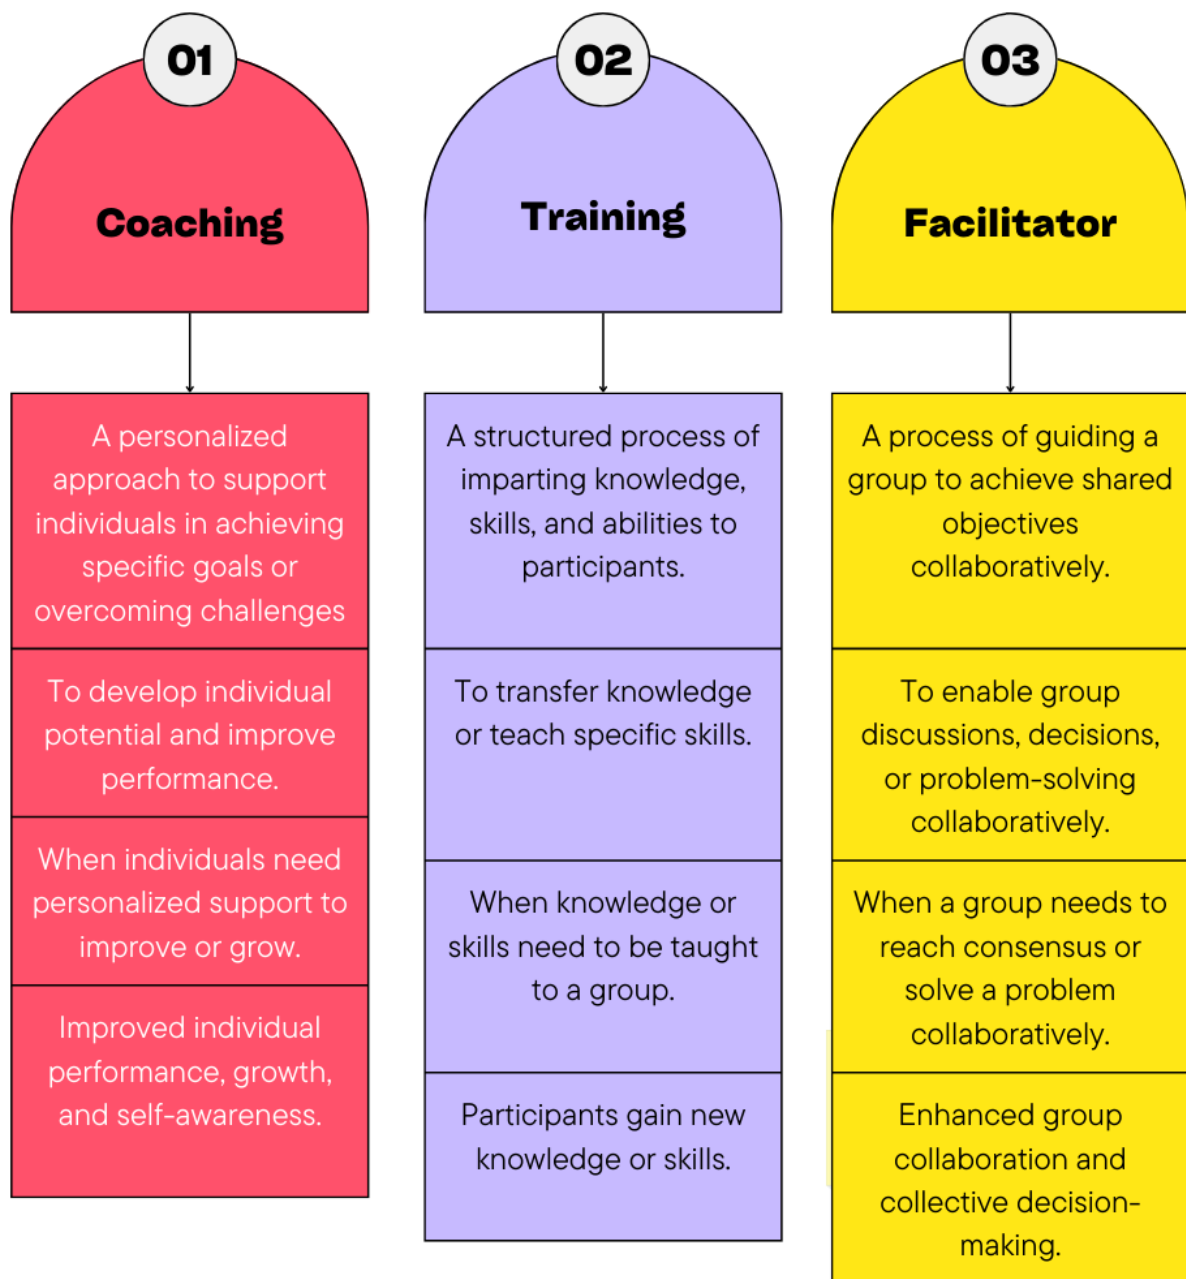 01
Coaching
A personalized
approach to support
individuals in achieving
specific goals or
overcoming challenges
To develop individual
potential and improve
performance.
When individuals need
personalized support to
improve or grow.
Improved individual
performance, growth,
and self-awareness.
02
Training
A structured process of
imparting knowledge,
skills, and abilities to
participants.
To transfer knowledge
or teach specific skills.
When knowledge or
skills need to be taught
to a group.
Participants gain new
knowledge or skills.
03
Facilitator
A process of guiding a
group to achieve shared
objectives
collaboratively.
To enable group
discussions, decisions,
or problem-solving
collaboratively.
When a group needs to
reach consensus or
solve a problem
collaboratively.
Enhanced group
collaboration and
collective decision-
making.